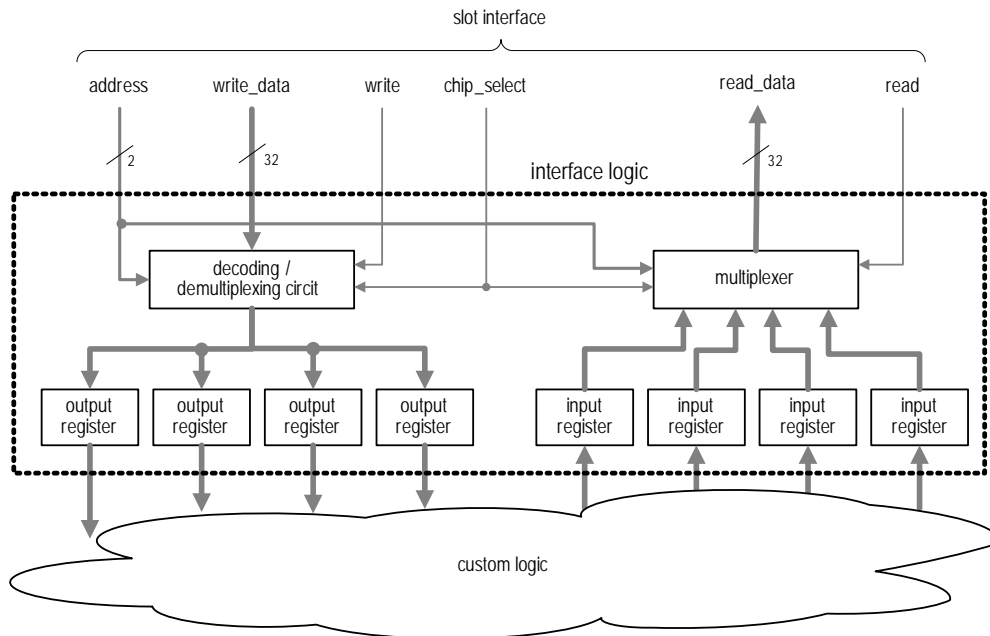 slot interface
address write_data write chip_select read_data read
2 32 32
interface logic
decoding /
demultiplexing circit
multiplexer
output
register
output
register
output
register
output
register
input
register
input
register
input
register
input
register
custom logic